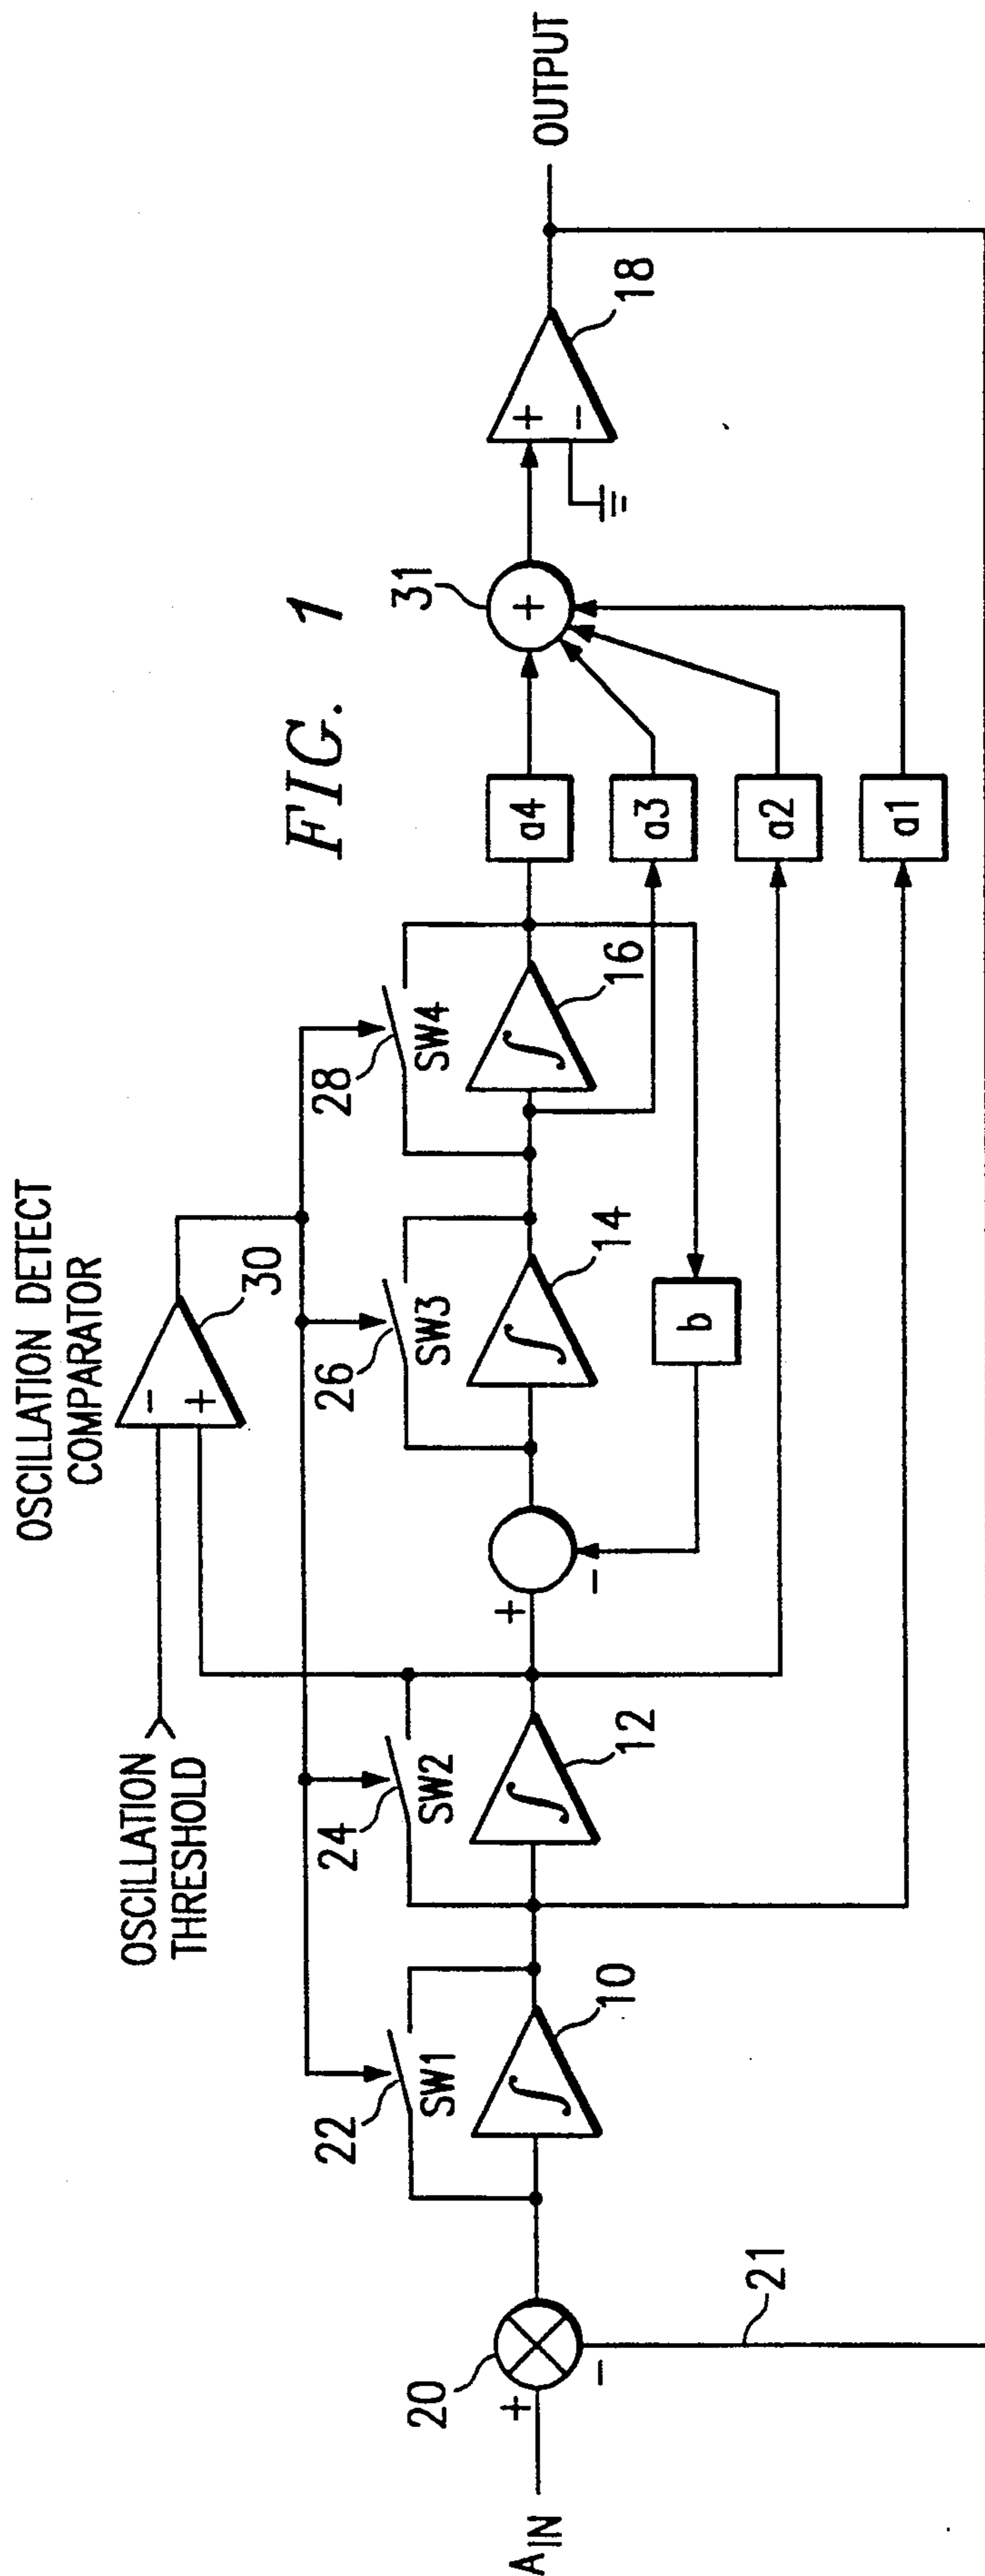 OSCILLATION DETECT
COMPARATOR
OSCILLATION
THRESHOLD
−
+
30
FIG. 1
22
SW1
24
SW2
26
SW3
28
SW4
AIN
+
20
−
21
∫
10
∫
12
+
−
∫
14
∫
16
b
a4
a3
a2
a1
31
+
+
−
18
OUTPUT